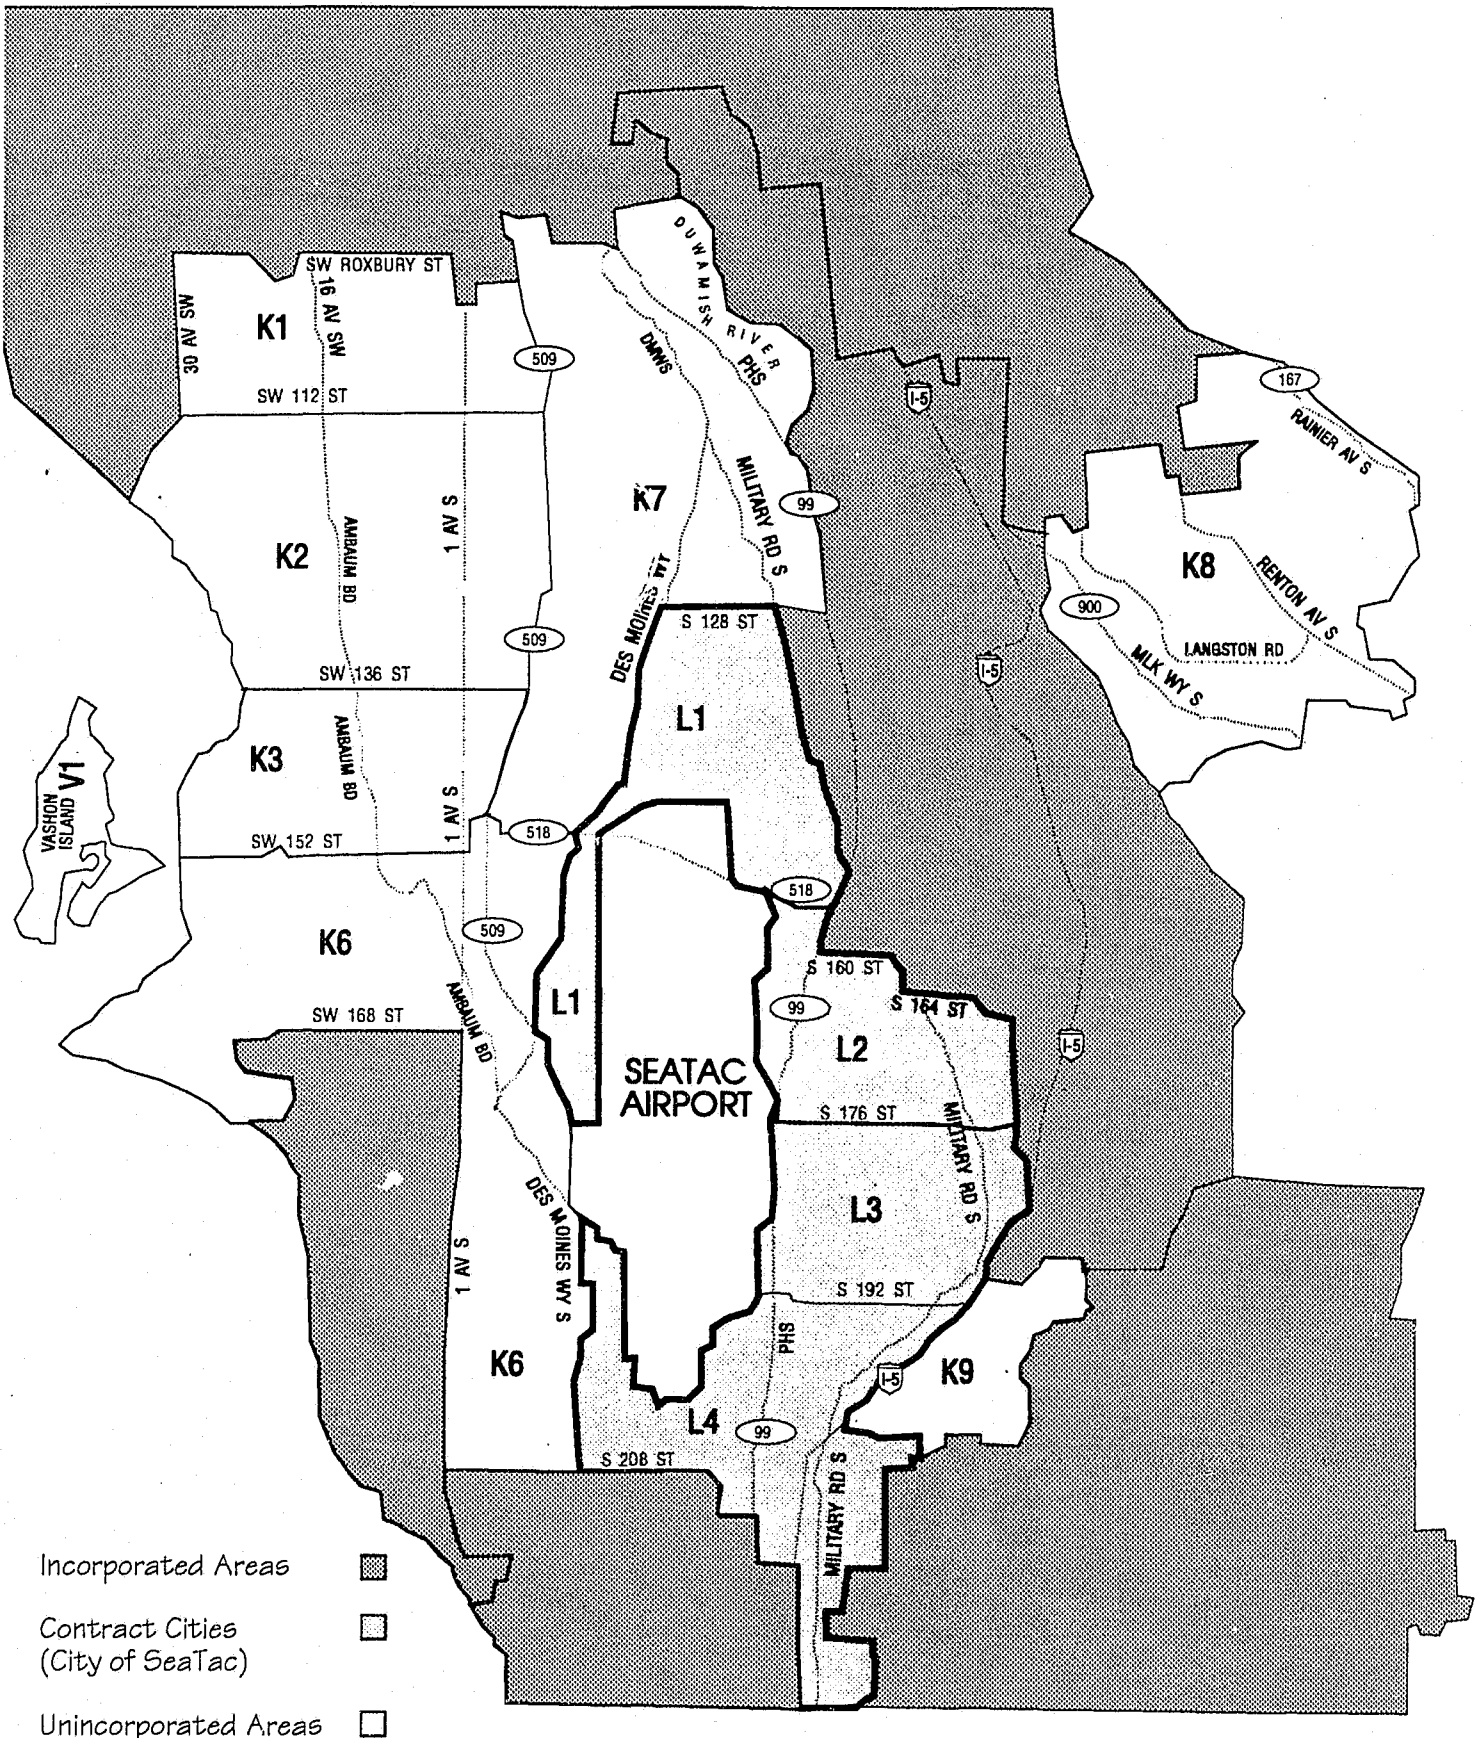 DUWAMISH RIVER
SW ROXBURY ST
30 AV SW
K1
16 AV SW
509
DMWS
PHS
167
RAINIER AV S
I-5
SW 112 ST
K7
MILITARY RD S
99
1 AV S
K2
AMBAUM BD
K8
RENTON AV S
900
LANGSTON RD
MLK WY S
DES MOINES
S 128 ST
509
SW 136 ST
I-5
L1
K3
AMBAUM BD
1 AV S
VASHON
ISLAND
V1
SW 152 ST
518
518
K6
509
S 160 ST
S 164 ST
99
L1
AMBAUM BD
SW 168 ST
L2
I-5
SEATAC
AIRPORT
S 176 ST
MILITARY RD S
L3
DES MOINES WY S
1 AV S
S 192 ST
PHS
K6
K9
I-5
L4
99
S 208 ST
MILITARY RD S
Incorporated Areas
Contract Cities
(City of SeaTac)
Unincorporated Areas